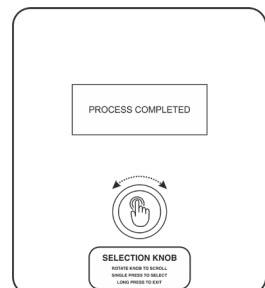 PROCESS COMPLETED
SELECTION KNOB
ROTATE KNOB TO SCROLL
SINGLE PRESS TO SELECT
LONG PRESS TO EXIT